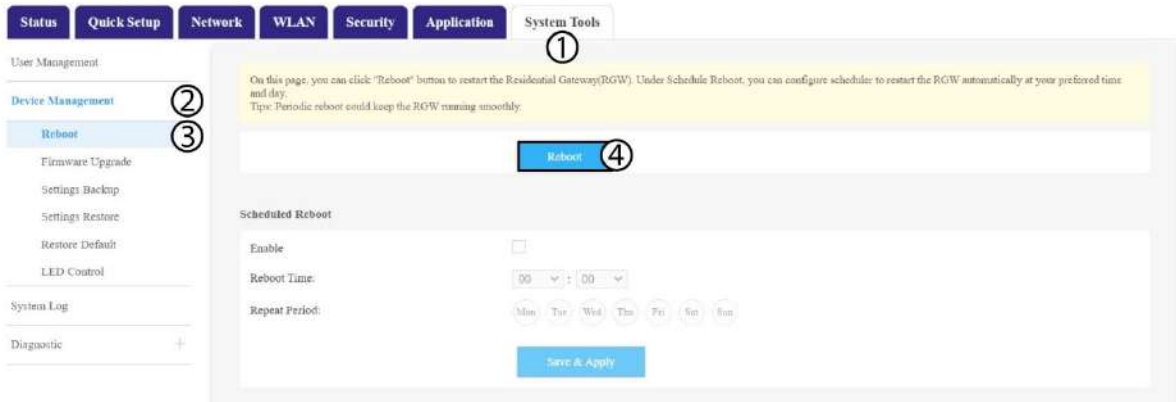 Status Quick Setup Network WLAN Security Application System Tools
①
User Management
Device Management ②
Reboot ③
Firmware Upgrade
Settings Backup
Settings Restore
Restore Default
LED Control
System Log
Diagnostic +
On this page, you can click "Reboot" button to restart the Residential Gateway(RGW). Under Schedule Reboot, you can configure scheduler to restart the RGW automatically at your preferred time
and day.
Tips: Periodic reboot could keep the RGW running smoothly.
Reboot ④
Scheduled Reboot
Enable
Reboot Time: 00 : 00
Repeat Period: Mon Tue Wed Thu Fri Sat Sun
Save & Apply